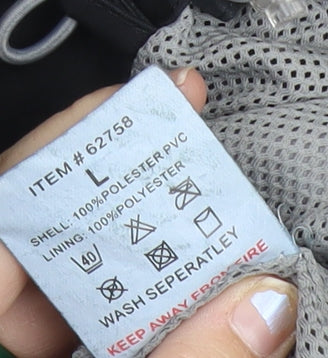 ITEM # 62758
L
SHELL: 100%POLESTER PVC
LINING: 100%POLYESTER
40
WASH SEPERATLEY
KEEP AWAY FROM FIRE